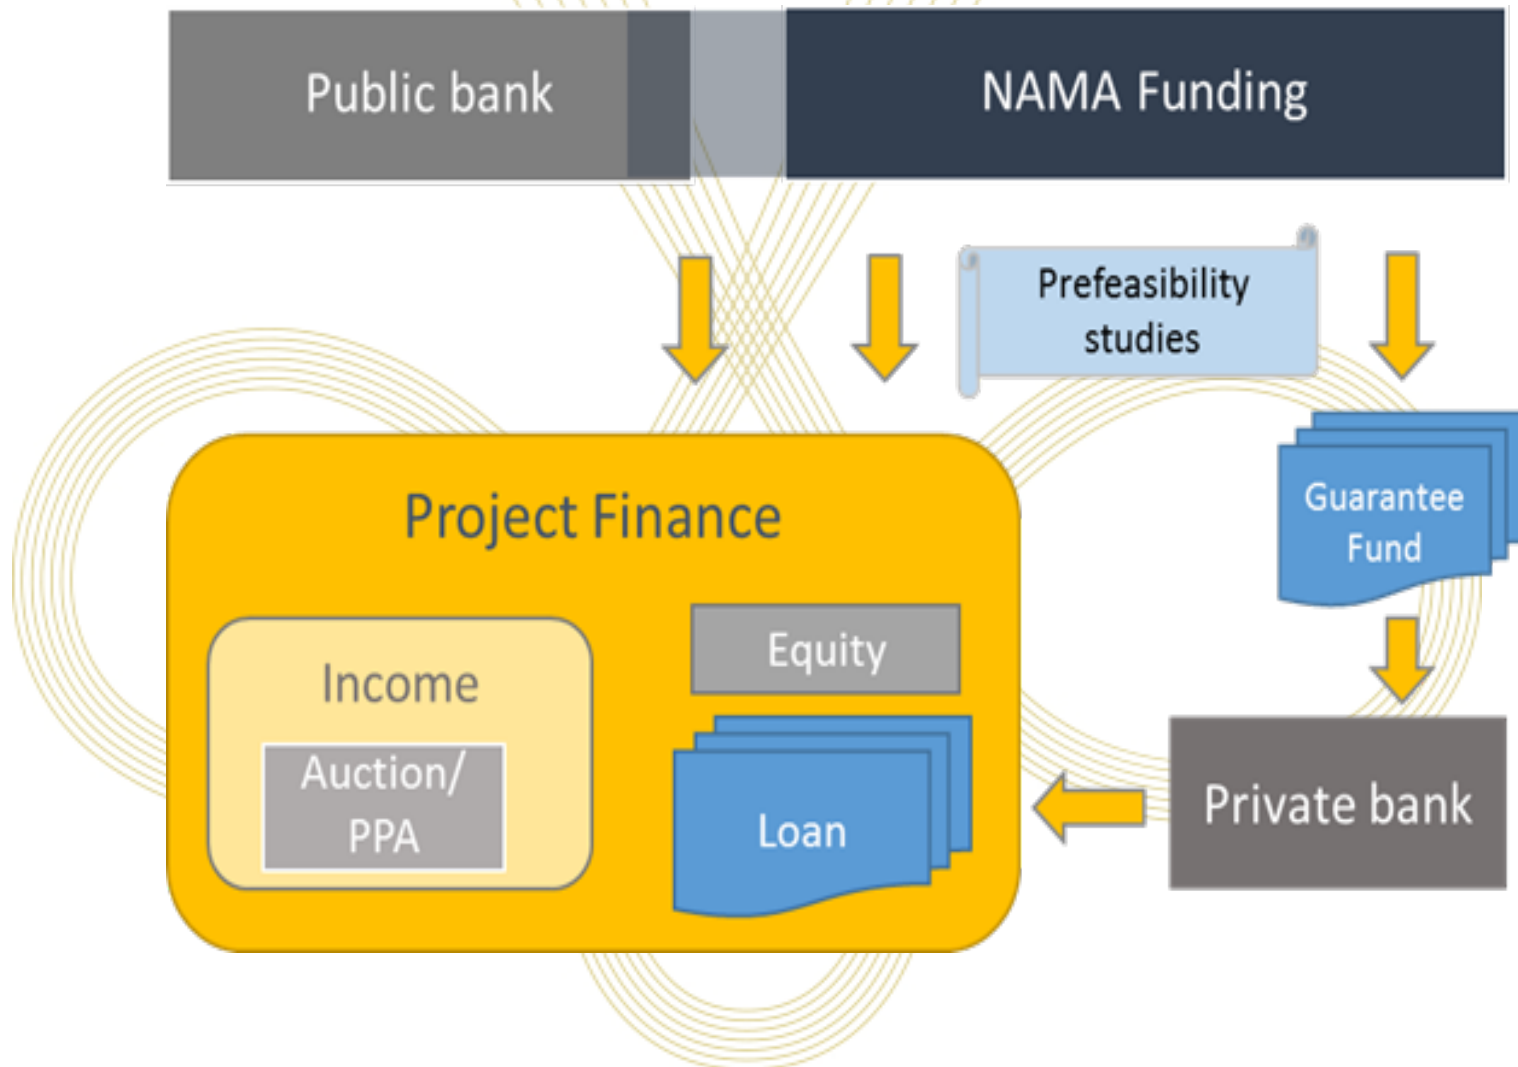 Public bank
NAMA Funding
Prefeasibility
studies
Guarantee
Fund
Project Finance
Income
Auction/
PPA
Equity
Loan
Private bank